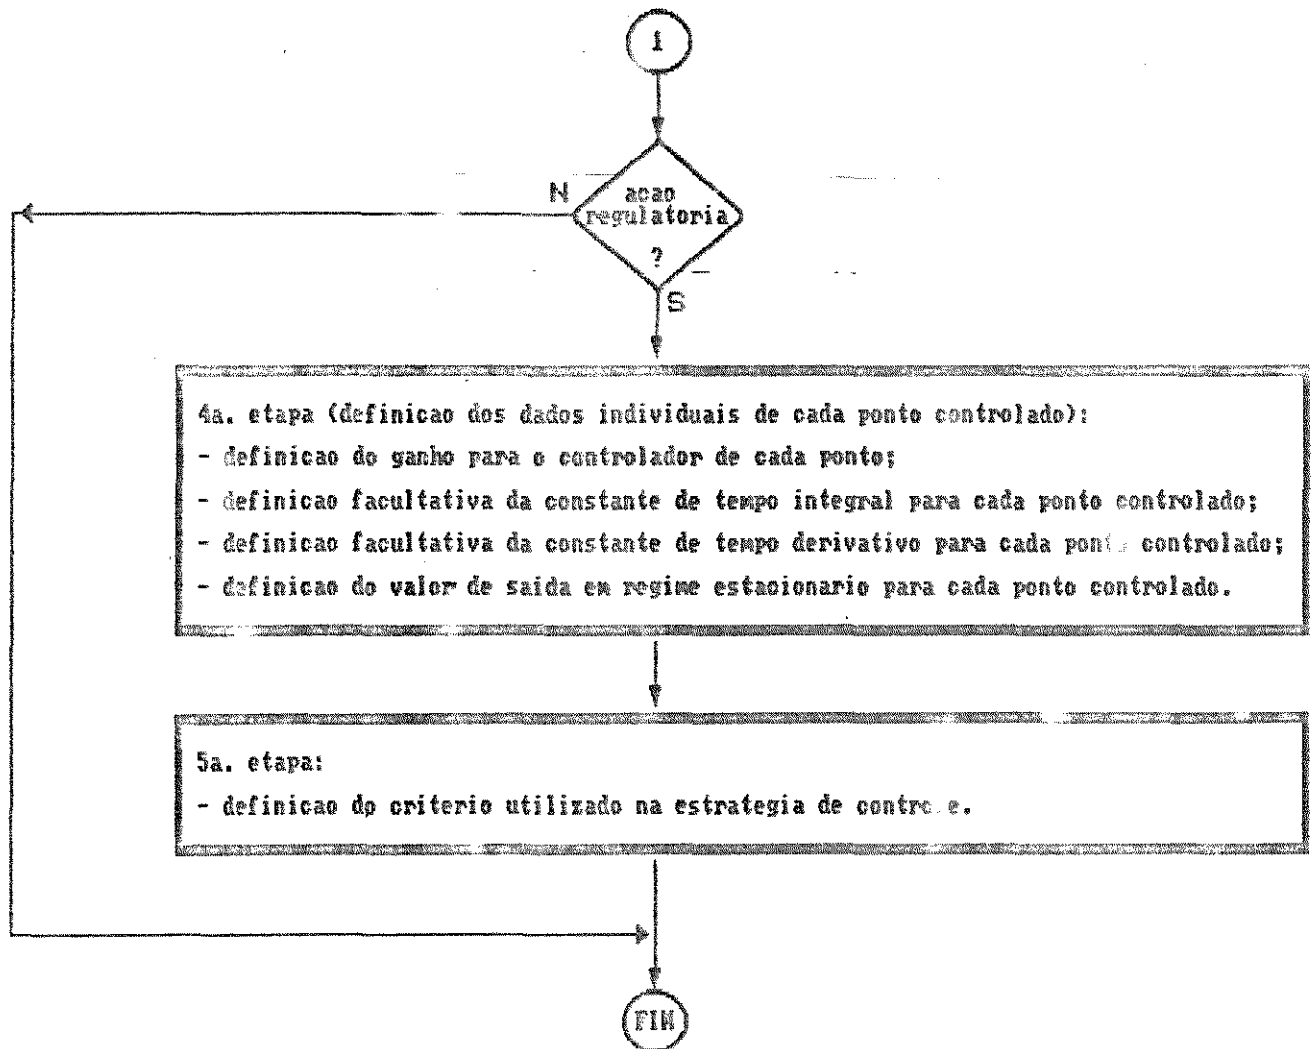 1
N
acao
regulatoria
?
S
4a. etapa (definicao dos dados individuais de cada ponto controlado):
- definicao do ganho para o controlador de cada ponto;
- definicao facultativa da constante de tempo integral para cada ponto controlado;
- definicao facultativa da constante de tempo derivativo para cada controlado;
- definicao do valor de saida em regime estacionario para cada ponto controlado.
5a. etapa:
- definicao do criterio utilizado na estrategia de
FIM